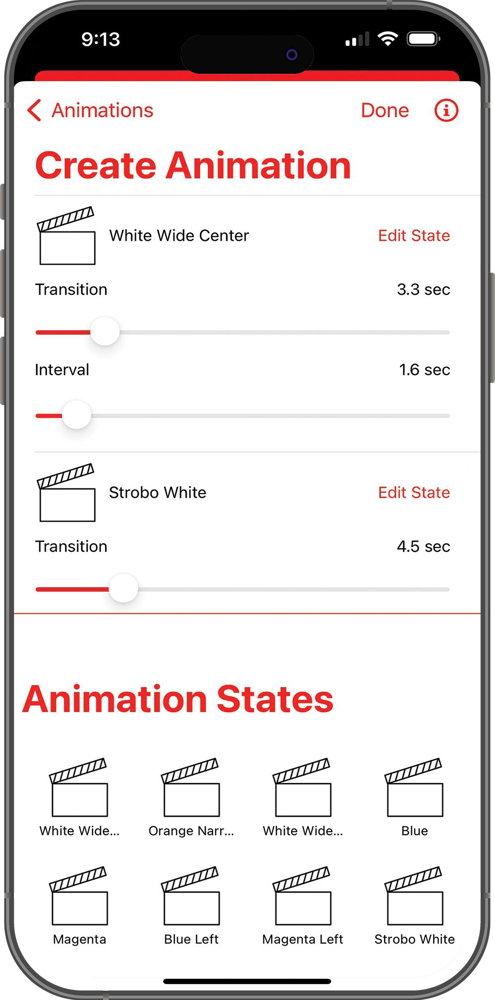 9:13
Animations Done
Create Animation
White Wide Center Edit State
Transition 3.3 sec
Interval 1.6 sec
Strobo White Edit State
Transition 4.5 sec
Animation States
White Wide... Orange Narr... White Wide... Blue
Magenta Blue Left Magenta Left Strobo White